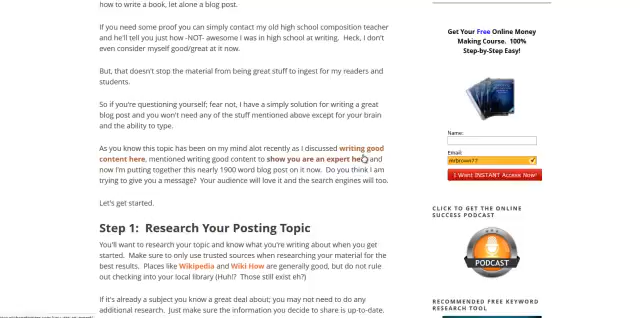 how to write a book, let alone a blog post.
If you need some proof you can simply contact my old high school composition teacher
and he'll tell you just how -NOT- awesome I was in high school at writing.  Heck, I don't
even consider myself good/great at it now.
But, that doesn't stop the material from being great stuff to ingest for my readers and
students.
So if you're questioning yourself; fear not, I have a simply solution for writing a great
blog post and you won't need any of the stuff mentioned above except for your brain
and the ability to type.
As you know this topic has been on my mind alot recently as I discussed writing good
content here, mentioned writing good content to show you are an expert here and
now I'm putting together this nearly 1900 word blog post on it now.  Do you think I am
trying to give you a message?  Your audience will love it and the search engines will too.
Let's get started.
Step 1:  Research Your Posting Topic
You'll want to research your topic and know what you're writing about when you get
started.  Make sure to only use trusted sources when researching your material for the
best results.  Places like Wikipedia and Wiki How are generally good, but do not rule
out checking into your local library (Huh!?  Those still exist eh?)
If it's already a subject you know a great deal about; you may not need to do any
additional research.  Just make sure the information you decide to share is up-to-date.
Get Your Free Online Money
Making Course.  100%
Step-by-Step Easy!
Name:
Email:
mrbrown77
I Want INSTANT Access Now!
CLICK TO GET THE ONLINE
SUCCESS PODCAST
PODCAST
RECOMMENDED FREE KEYWORD
RESEARCH TOOL